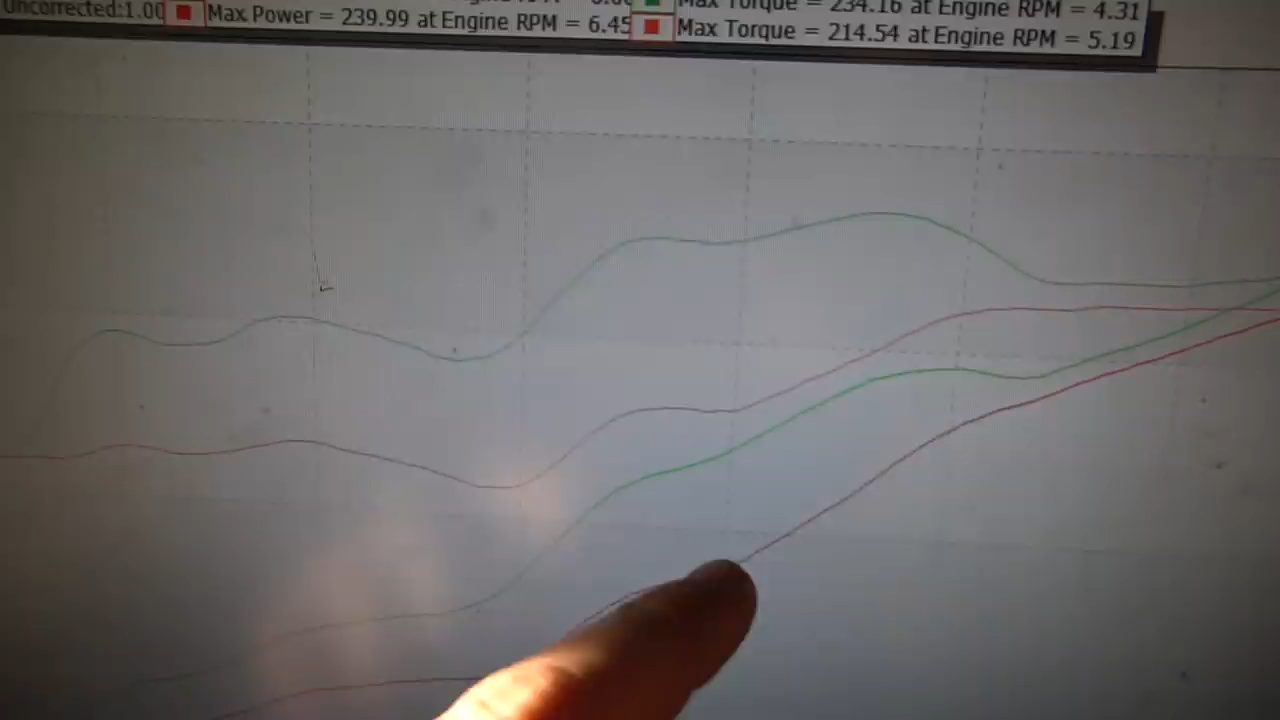 Max Torque = 234.16 at Engine RPM = 4.31
Uncorrected:1.00 Max Power = 239.99 at Engine RPM = 6.45 Max Torque = 214.54 at Engine RPM = 5.19